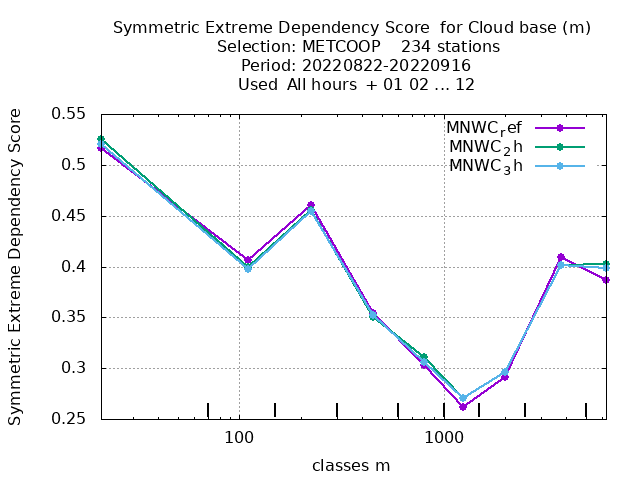 Symmetric Extreme Dependency Score for Cloud base (m)
Selection: METCOOP 234 stations
Period: 20220822-20220916
Used All hours + 01 02 ... 12
Symmetric Extreme Dependency Score
0.55
0.5
0.45
0.4
0.35
0.3
0.25
MNWC_ref
MNWC_2h
MNWC_3h
100
1000
classes m